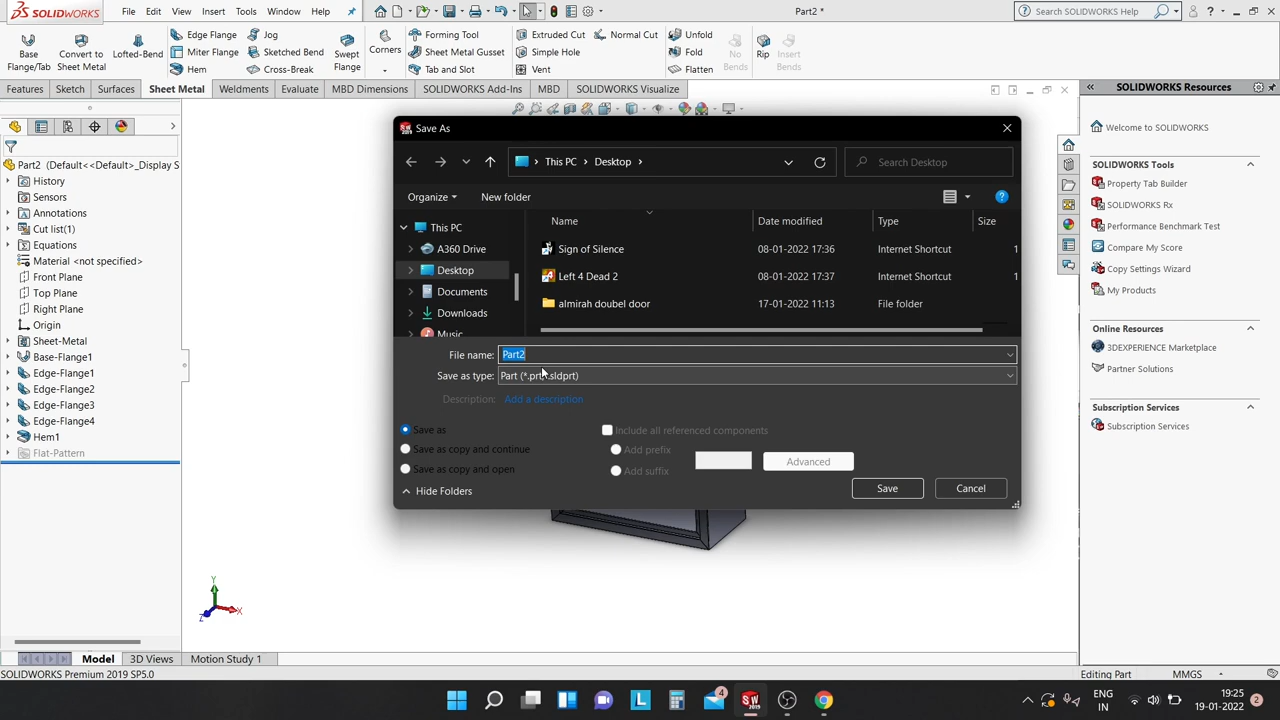 SOLIDWORKS File Edit View Insert Tools Window Help Part2 * Search SOLIDWORKS Help
Base Flange/Tab
Convert to Sheet Metal
Lofted-Bend
Edge Flange
Miter Flange
Hem
Jog
Sketched Bend
Cross-Break
Swept Flange
Corners
Forming Tool
Sheet Metal Gusset
Tab and Slot
Extruded Cut
Simple Hole
Vent
Normal Cut
Unfold
Fold
Flatten
No Bends
Rip
Insert Bends
Features Sketch Surfaces Sheet Metal Weldments Evaluate MBD Dimensions SOLIDWORKS Add-Ins MBD SOLIDWORKS Visualize
Part2 (Default<<Default>_Display S
History
Sensors
Annotations
Cut list(1)
Equations
Material <not specified>
Front Plane
Top Plane
Right Plane
Origin
Sheet-Metal
Base-Flange1
Edge-Flange1
Edge-Flange2
Edge-Flange3
Edge-Flange4
Hem1
Flat-Pattern
SW 2019 Save As
This PC > Desktop >
Search Desktop
Organize New folder
This PC
A360 Drive
Desktop
Documents
Downloads
Music
Name Date modified Type Size
Sign of Silence 08-01-2022 17:36 Internet Shortcut 1
Left 4 Dead 2 08-01-2022 17:37 Internet Shortcut 1
almirah doubel door 17-01-2022 11:13 File folder
File name: Part2
Save as type: Part (*.prt;*.sldprt)
Description: Add a description
Save as
Save as copy and continue
Save as copy and open
Include all referenced components
Add prefix
Add suffix
Advanced
Hide Folders
Save Cancel
Y
X
Z
SOLIDWORKS Resources
Welcome to SOLIDWORKS
SOLIDWORKS Tools
Property Tab Builder
SOLIDWORKS Rx
Performance Benchmark Test
Compare My Score
Copy Settings Wizard
My Products
Online Resources
3DEXPERIENCE Marketplace
Partner Solutions
Subscription Services
Subscription Services
Model 3D Views Motion Study 1
SOLIDWORKS Premium 2019 SP5.0 Editing Part MMGS
4
L
SW 2019
ENG
IN
19:25
19-01-2022
2